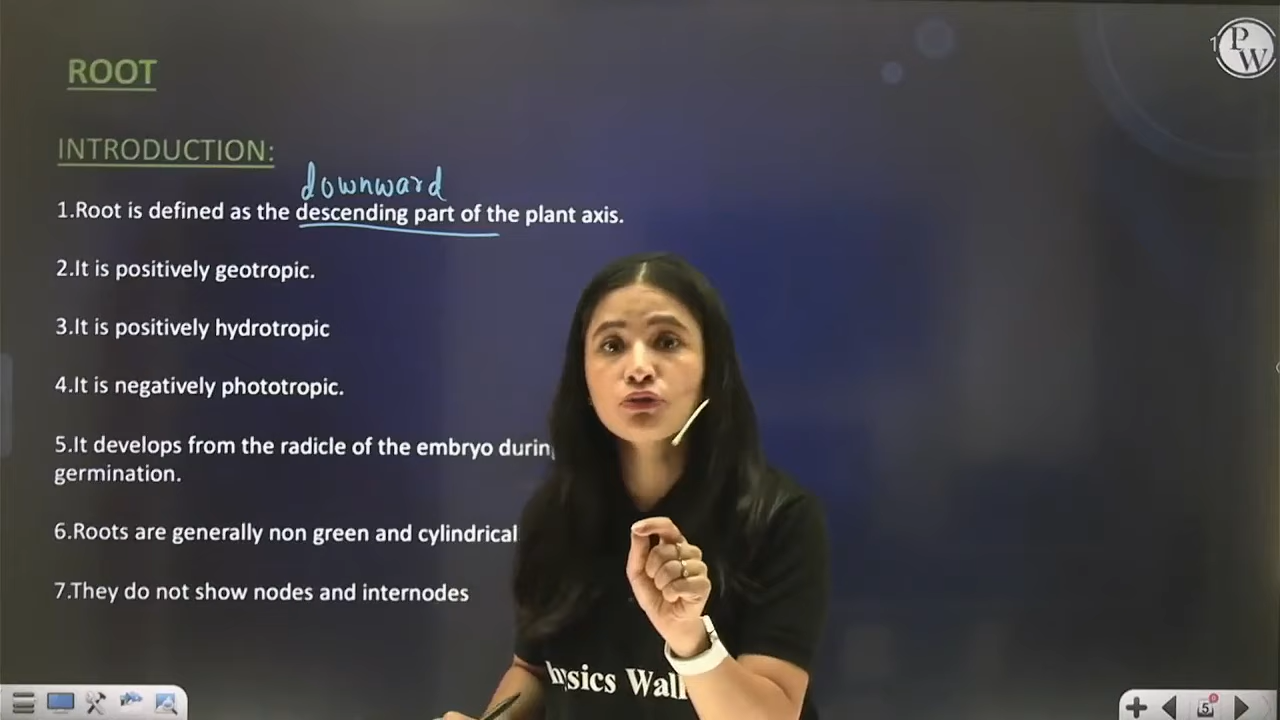 ROOT
PW
INTRODUCTION:
downward
1.Root is defined as the descending part of the plant axis.
2.It is positively geotropic.
3.It is positively hydrotropic
4.It is negatively phototropic.
5.It develops from the radicle of the embryo durin
germination.
6.Roots are generally non green and cylindrical
7.They do not show nodes and internodes
hysics Wall
5